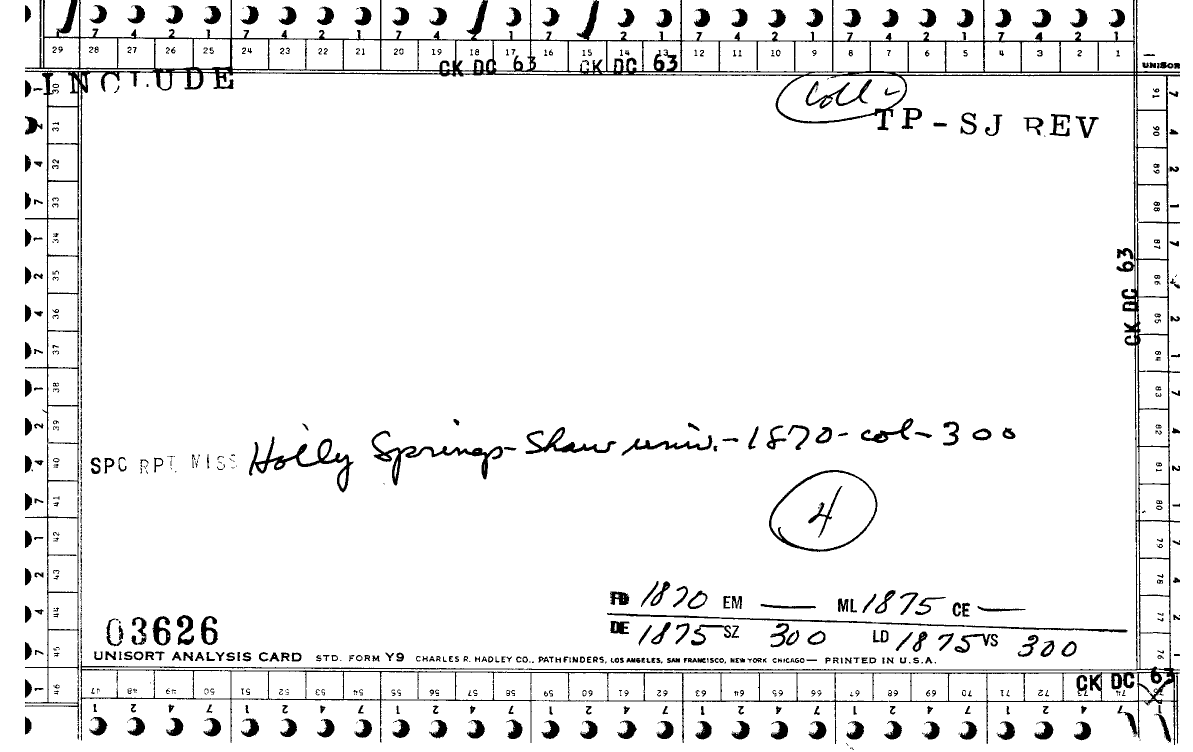 7 4 2 1 7 4 2 1 7 4 2 1 7 4 2 1 7 4 2 1 7 4 2 1
29 28 27 26 25 24 23 22 21 20 19 18 17 16 15 14 13 12 11 10 9 8 7 6 5 4 3 2 1
CK DC 63 CK DC 63
UNISOR
INCLUDE
Coll
TP-SJ REV
30 31 32 33 34 35 36 37 38 39 40 41 42 43 44 45 46
91 90 89 88 87 86 85 84 83 82 81 80 79 78 77 76
CK DC 63
SPC RPT MISS Holly Springs-Shaw univ.-1870-col-300
4
FD 1870 EM — ML 1875 CE —
DE 1875 SZ 300 LD 1875 VS 300
03626
UNISORT ANALYSIS CARD STD. FORM Y9 CHARLES R. HADLEY CO., PATHFINDERS, LOS ANGELES, SAN FRANCISCO, NEW YORK CHICAGO— PRINTED IN U.S.A.
CK DC 63
47 48 49 50 51 52 53 54 55 56 57 58 59 60 61 62 63 64 65 66 67 68 69 70 71 72 73 74
1 2 4 7 1 2 4 7 1 2 4 7 1 2 4 7 1 2 4 7 1 2 4 7 1 2 4 7